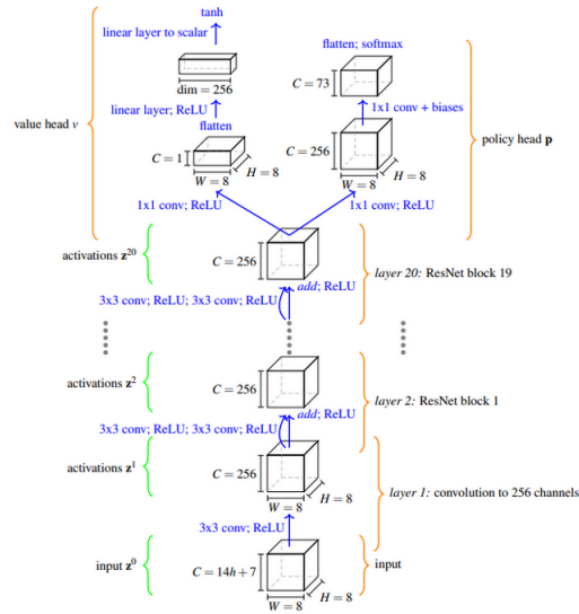 tanh
linear layer to scalar
dim = 256
linear layer; ReLU
flatten
C = 1
W = 8
H = 8
1x1 conv; ReLU
value head v
flatten; softmax
C = 73
1x1 conv + biases
C = 256
W = 8
H = 8
1x1 conv; ReLU
policy head p
activations z²⁰
C = 256
layer 20: ResNet block 19
add; ReLU
3x3 conv; ReLU; 3x3 conv; ReLU
activations z²
C = 256
layer 2: ResNet block 1
add; ReLU
3x3 conv; ReLU; 3x3 conv; ReLU
activations z¹
C = 256
W = 8
H = 8
layer 1: convolution to 256 channels
3x3 conv; ReLU
input z⁰
C = 14h + 7
W = 8
H = 8
input